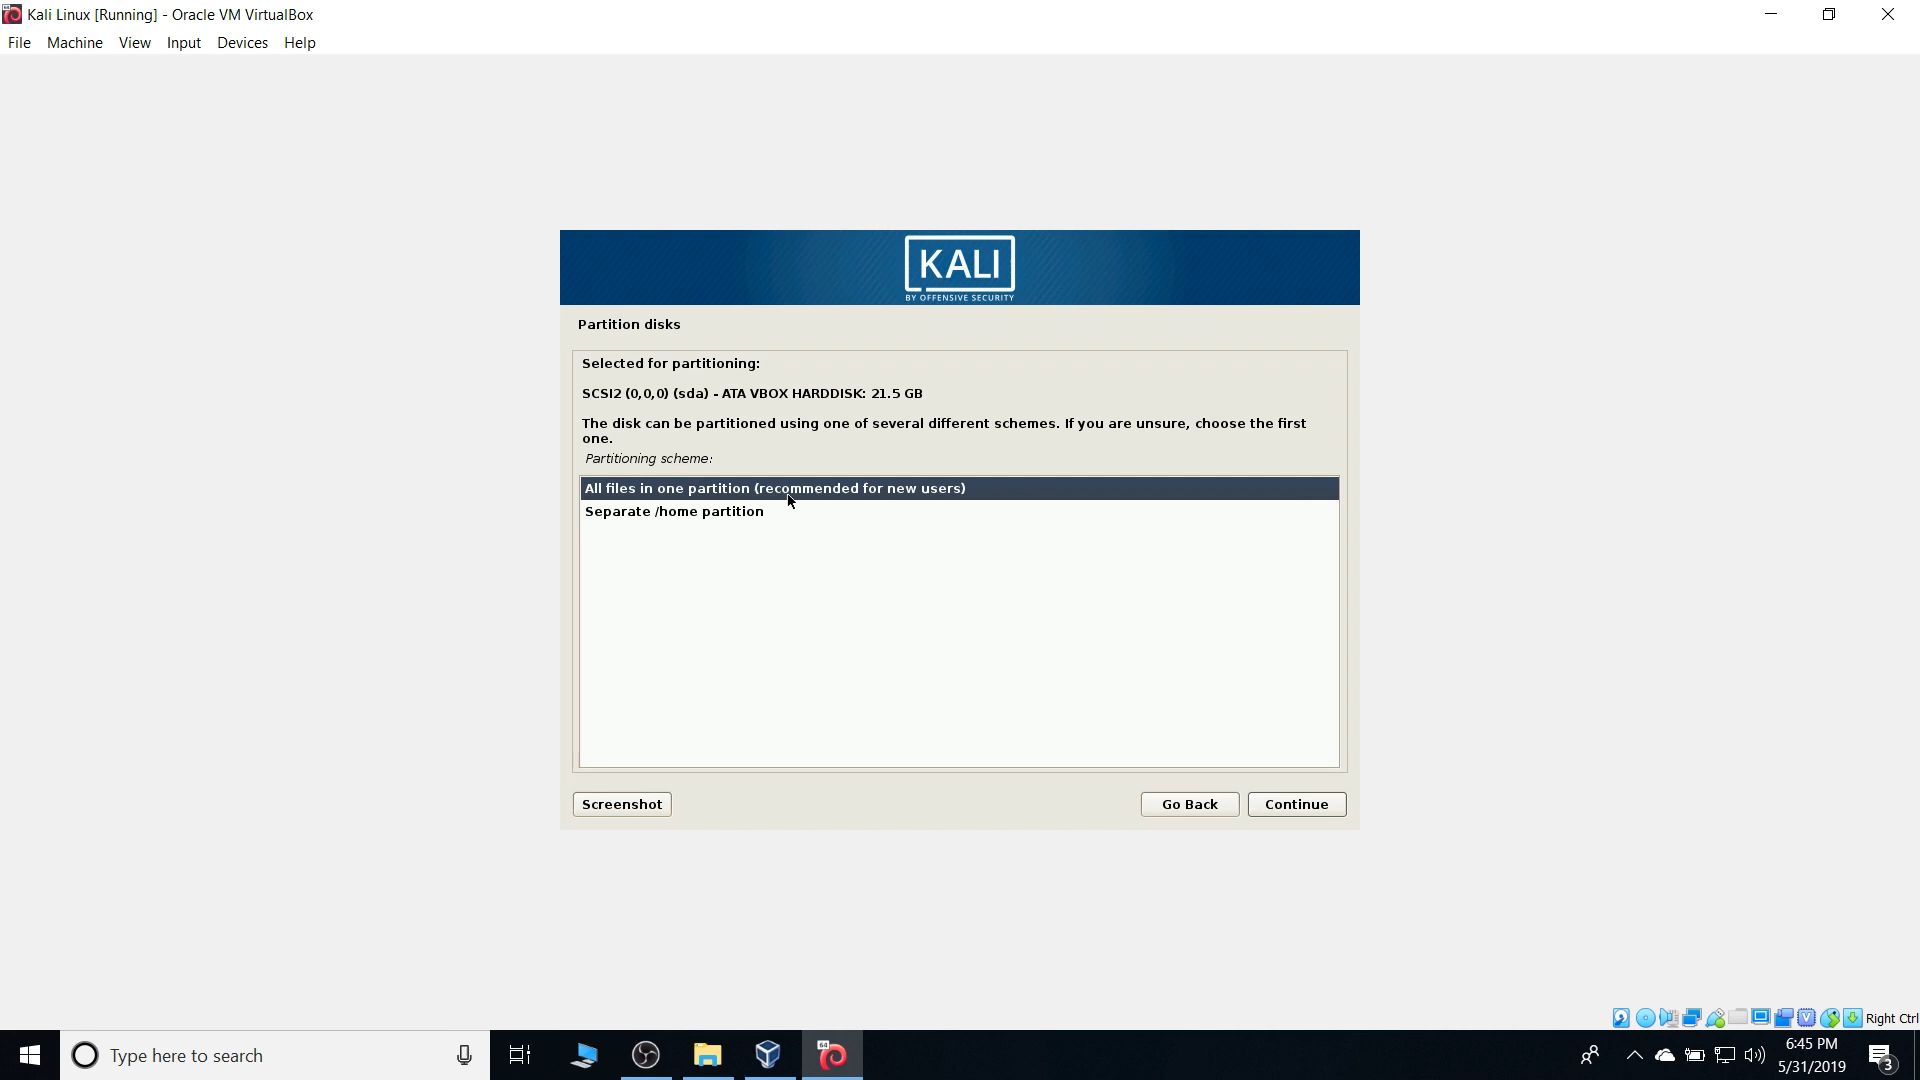 Kali Linux [Running] - Oracle VM VirtualBox
File Machine View Input Devices Help
KALI
BY OFFENSIVE SECURITY
Partition disks
Selected for partitioning:
SCSI2 (0,0,0) (sda) - ATA VBOX HARDDISK: 21.5 GB
The disk can be partitioned using one of several different schemes. If you are unsure, choose the first
one.
Partitioning scheme:
All files in one partition (recommended for new users)
Separate /home partition
Screenshot Go Back Continue
Right Ctrl
Type here to search
6:45 PM
5/31/2019
3
64
V